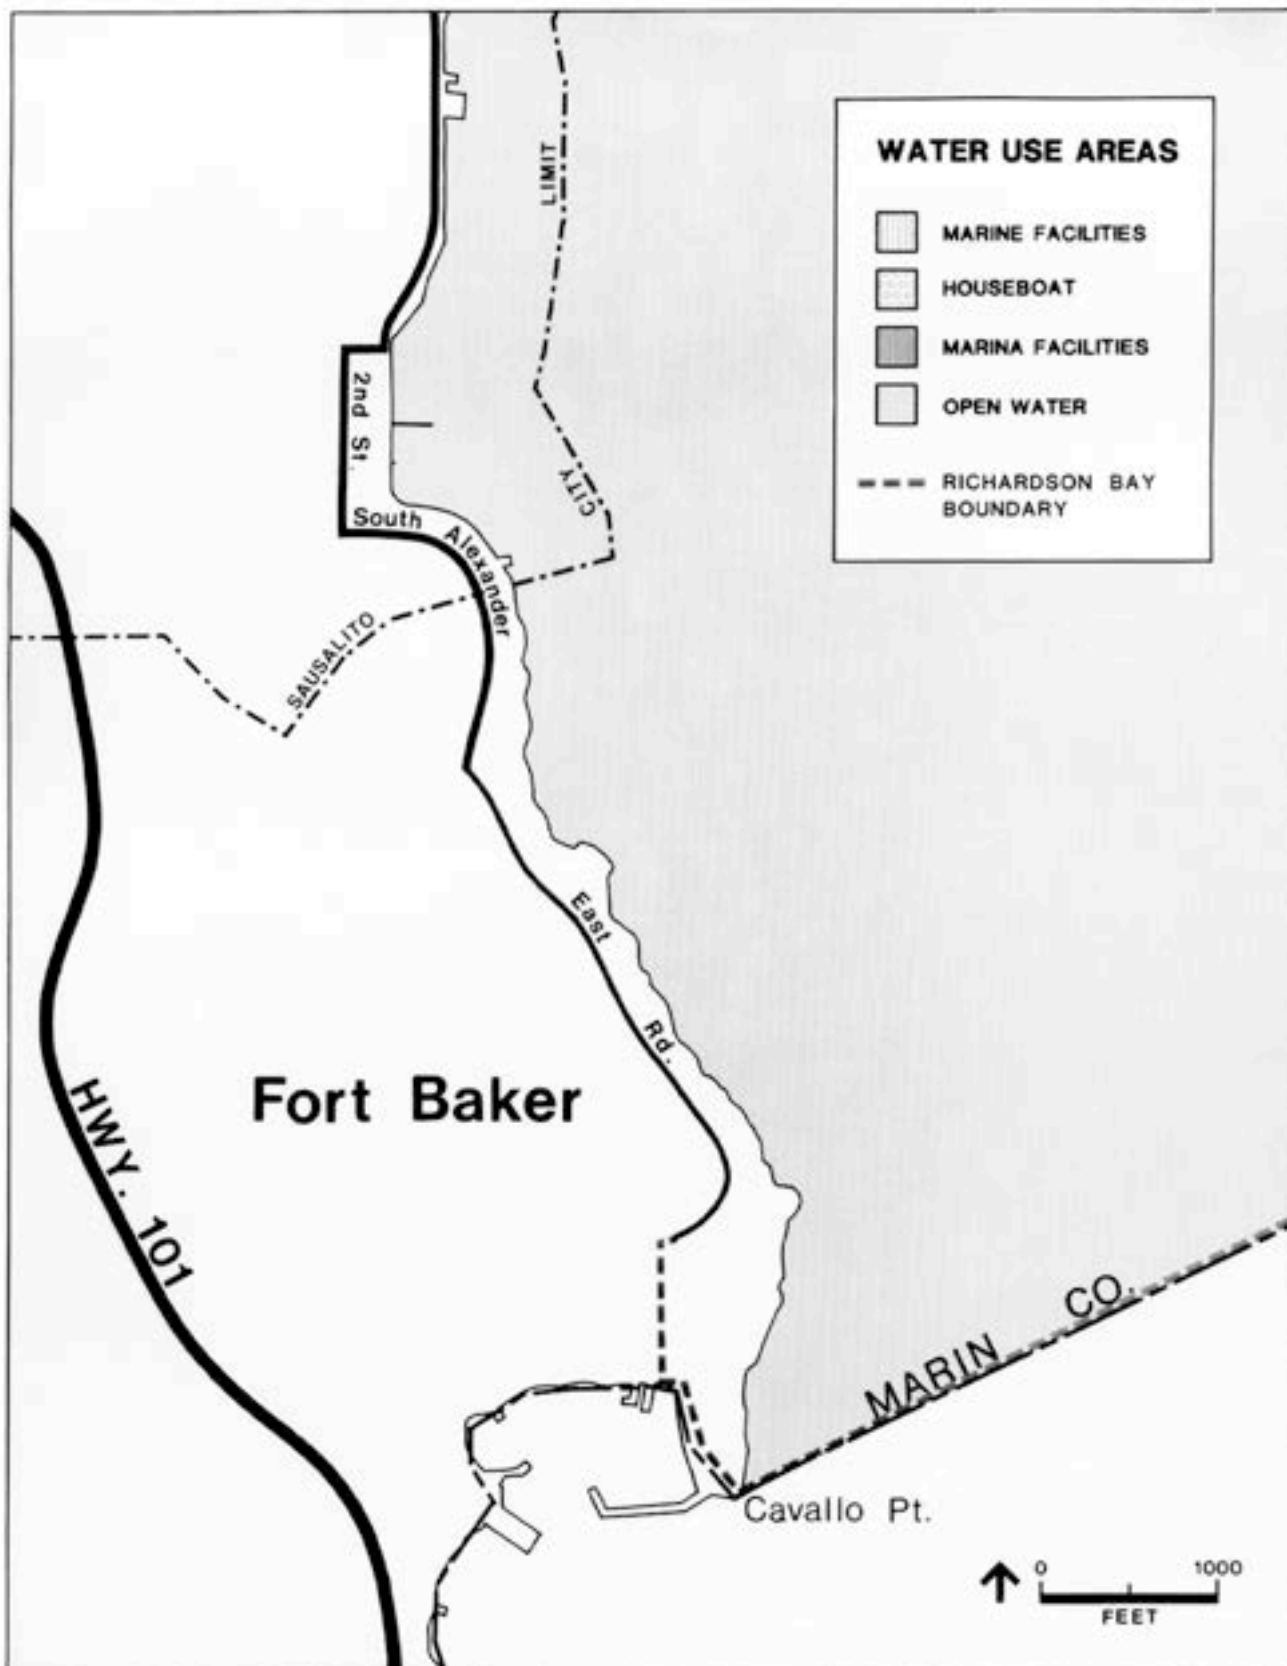 WATER USE AREAS
MARINE FACILITIES
HOUSEBOAT
MARINA FACILITIES
OPEN WATER
RICHARDSON BAY
BOUNDARY
LIMIT
CITY
2nd St.
South
Alexander
SAUSALITO
East
Rd.
Fort Baker
HWY. 101
MARIN CO.
Cavallo Pt.
0 1000
FEET